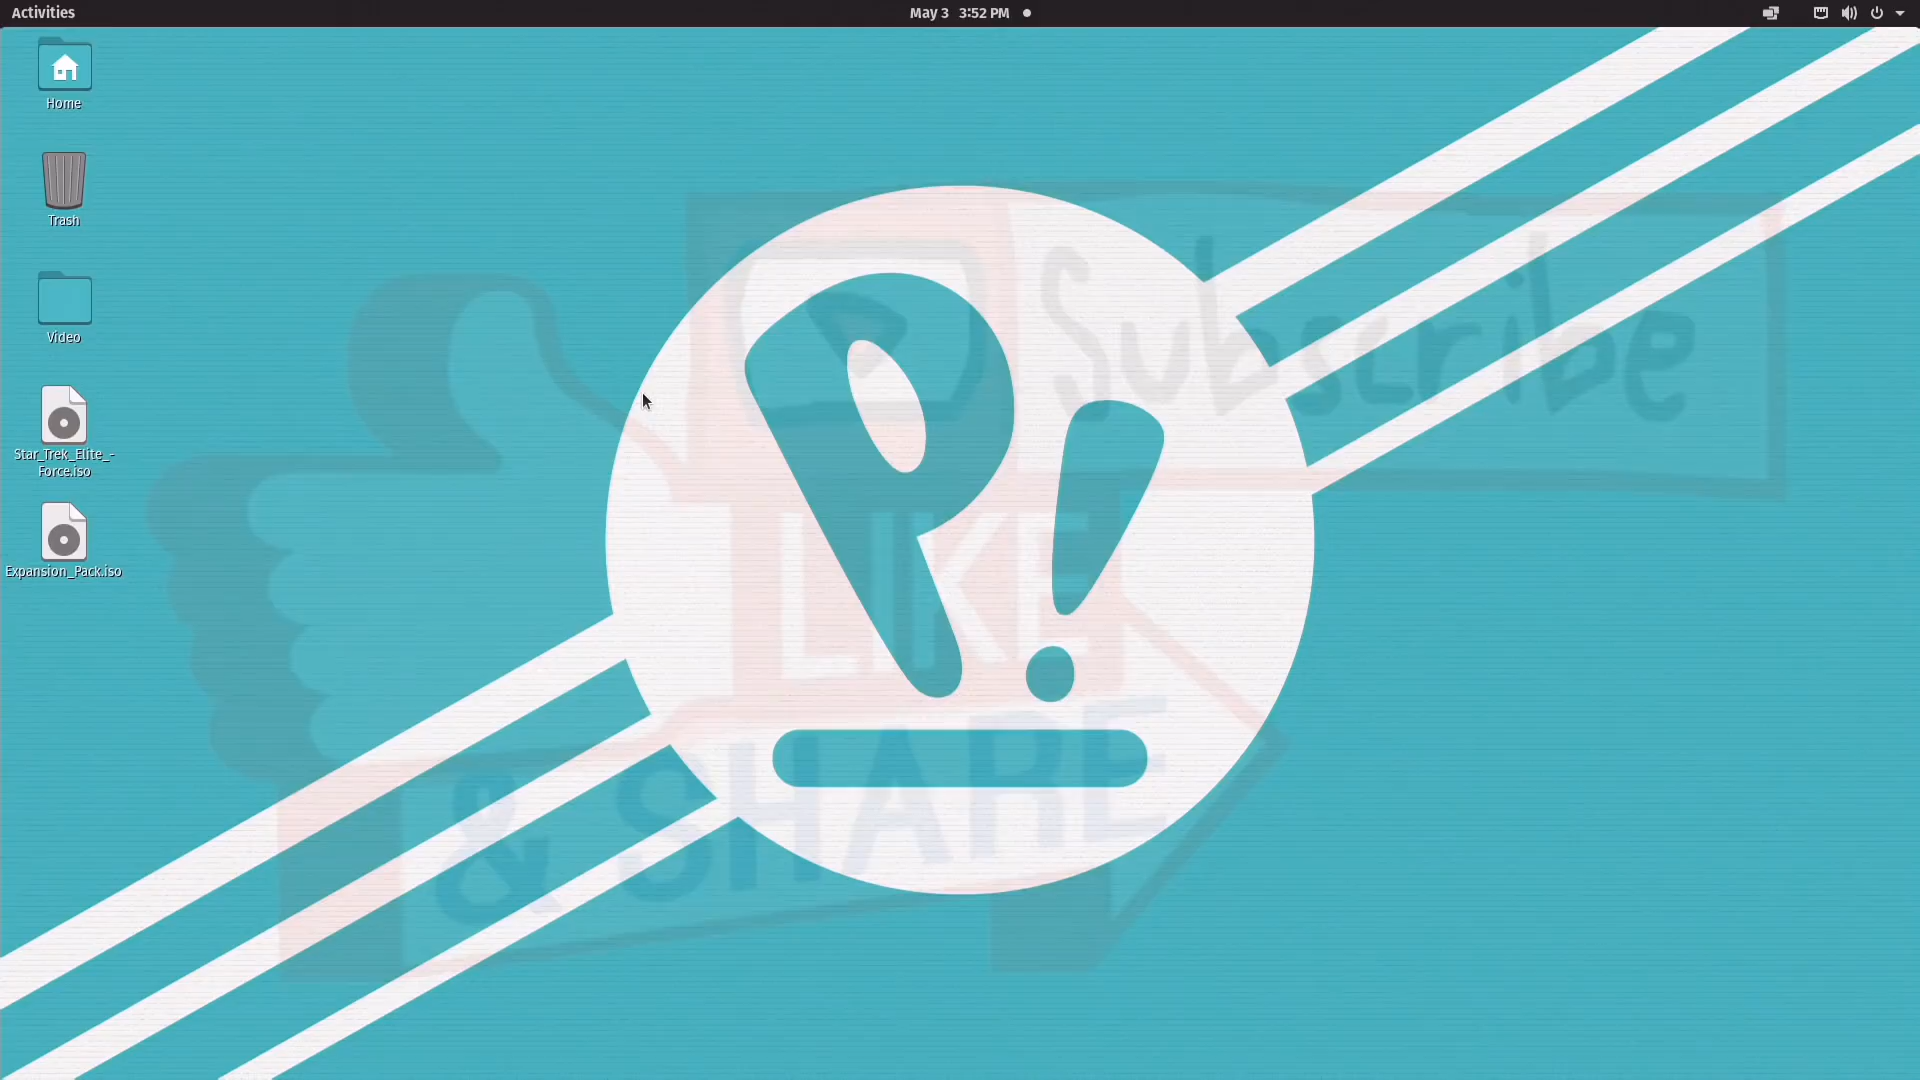 Activities
May 3 3:52 PM
Home
Trash
Video
Star_Trek_Elite_-
Force.iso
Expansion_Pack.iso
Subscribe
LIKE
& SHARE